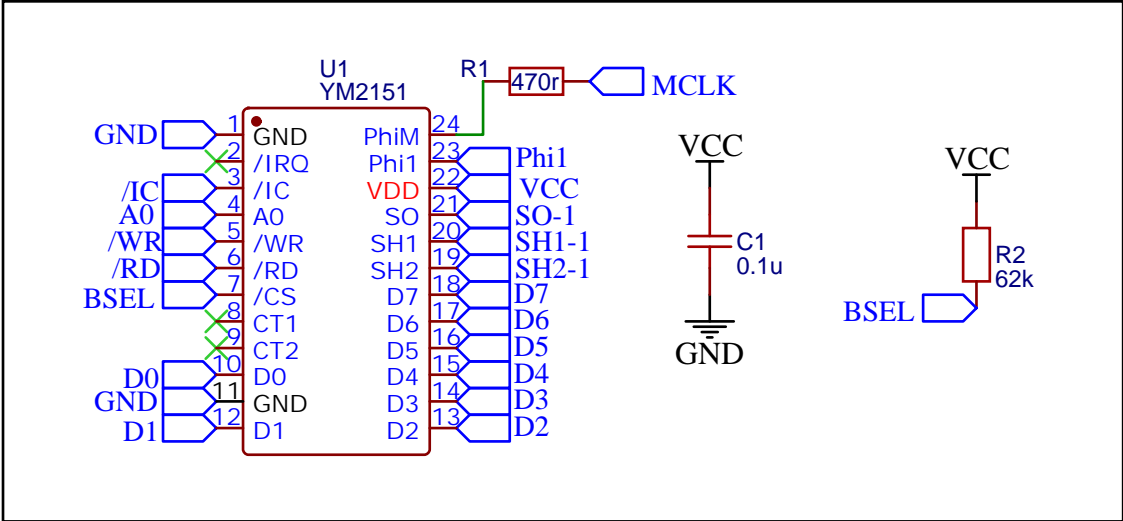 U1
YM2151
R1
470r
MCLK
GND 1 GND PhiM 24
2 /IRQ Phi1 23 Phi1
/IC 3 /IC VDD 22 VCC
A0 4 A0 SO 21 SO-1
/WR 5 /WR SH1 20 SH1-1
/RD 6 /RD SH2 19 SH2-1
BSEL 7 /CS D7 18 D7
8 CT1 D6 17 D6
9 CT2 D5 16 D5
D0 10 D0 D4 15 D4
GND 11 GND D3 14 D3
D1 12 D1 D2 13 D2
VCC
C1
0.1u
GND
VCC
R2
62k
BSEL